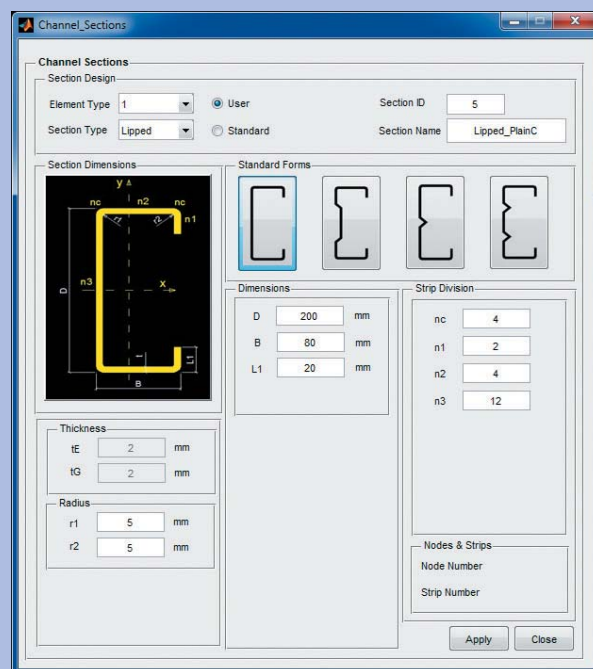 Channel_Sections
Channel Sections
Section Design
Element Type 1 User Section ID 5
Section Type Lipped Standard Section Name Lipped_PlainC
Section Dimensions
y
nc n2 nc
r1 r2 n1
n3 x
D
t L1
B
Standard Forms
Dimensions
D 200 mm
B 80 mm
L1 20 mm
Strip Division
nc 4
n1 2
n2 4
n3 12
Thickness
tE 2 mm
tG 2 mm
Radius
r1 5 mm
r2 5 mm
Nodes & Strips
Node Number
Strip Number
Apply Close